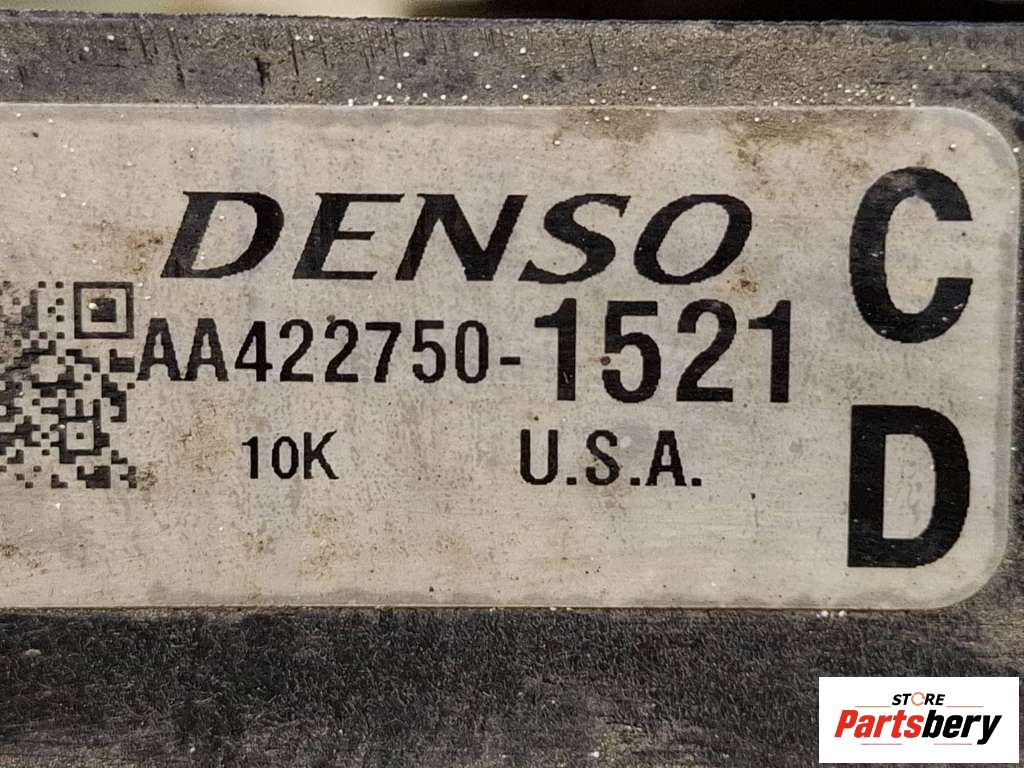 DENSO
AA422750-1521
10K U.S.A.
C
D
STORE
Partsbery